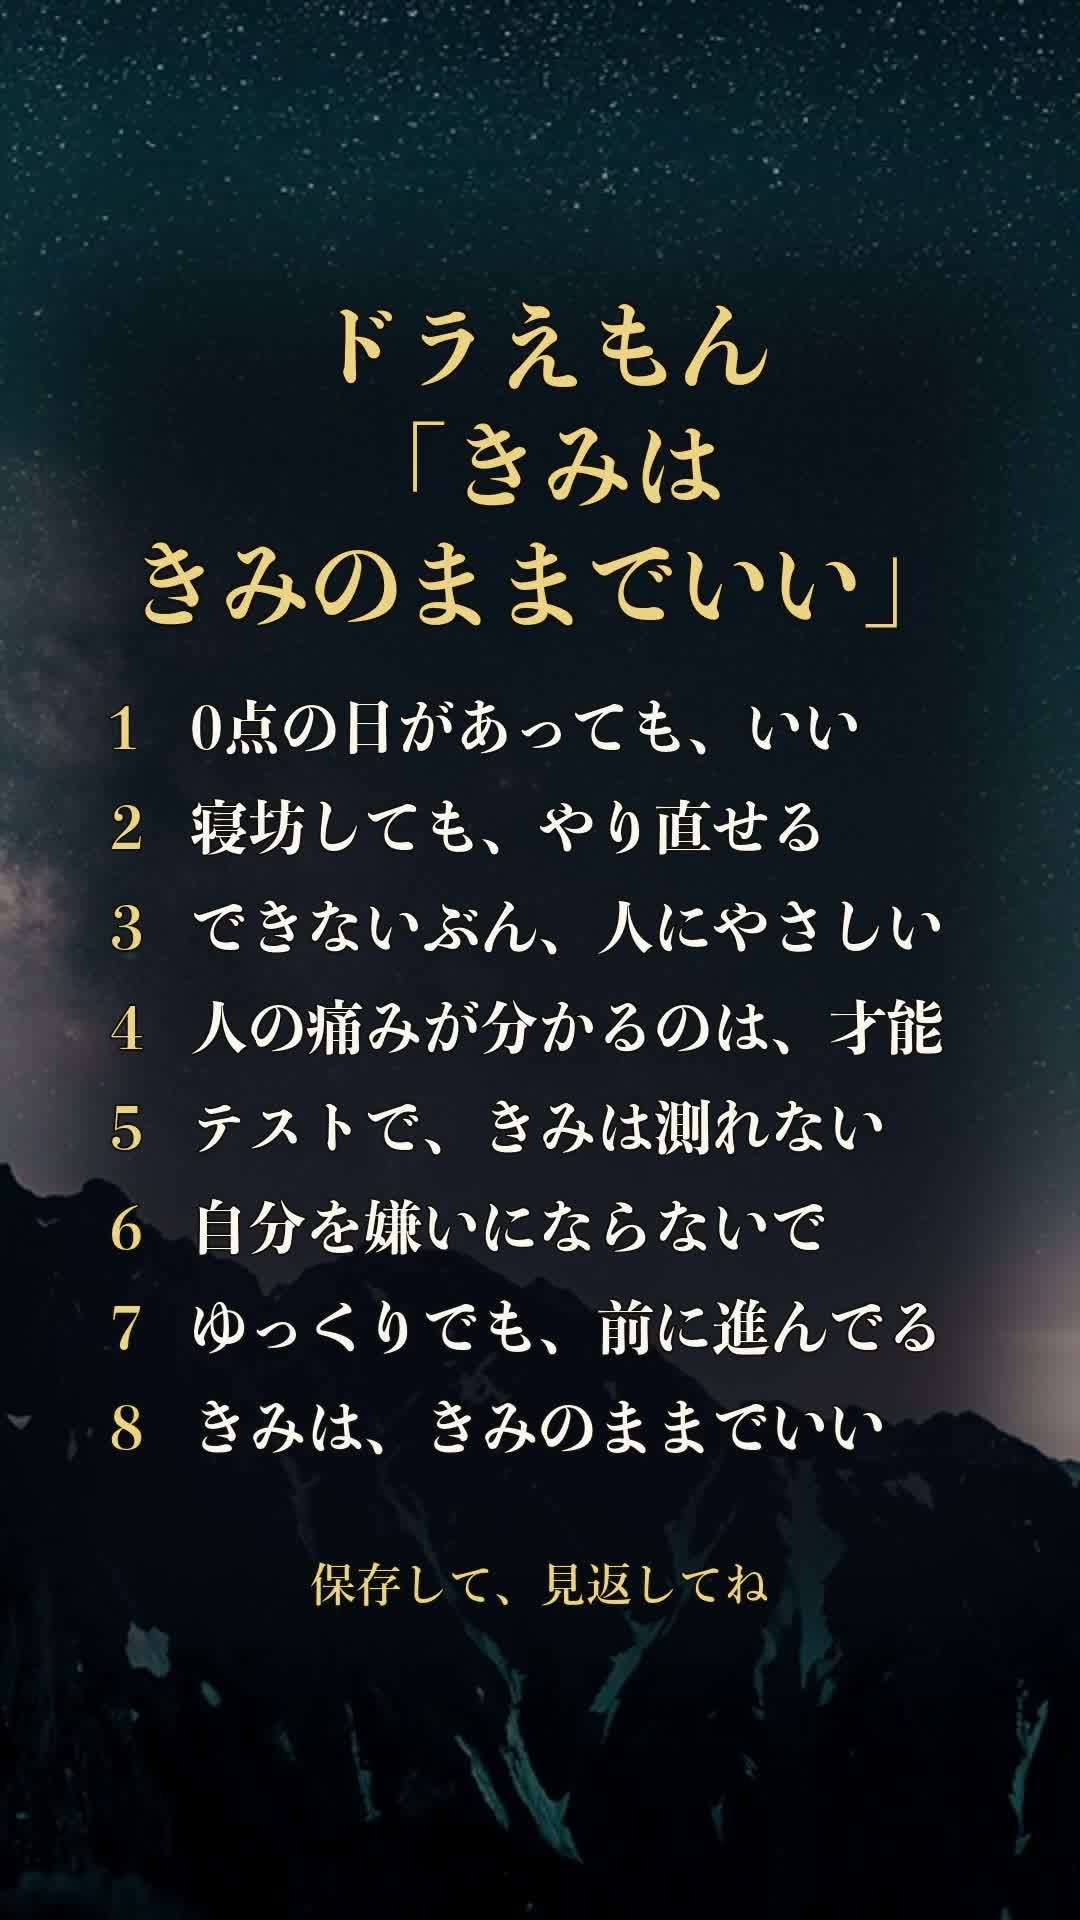 ドラえもん
「きみは
きみのままでいい」
1 0点の日があっても、いい
2 寝坊しても、やり直せる
3 できないぶん、人にやさしい
4 人の痛みが分かるのは、才能
5 テストで、きみは測れない
6 自分を嫌いにならないで
7 ゆっくりでも、前に進んでる
8 きみは、きみのままでいい
保存して、見返してね